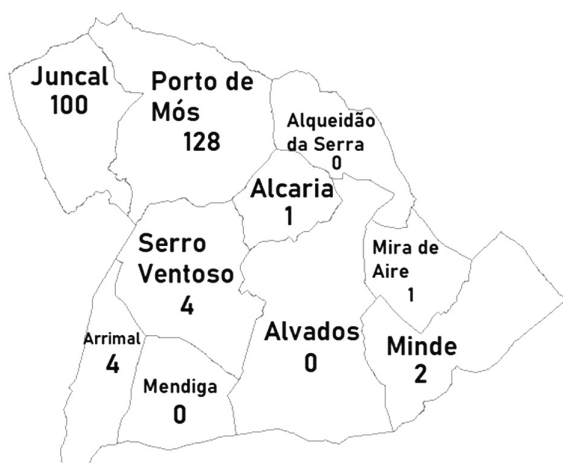 Juncal
100
Porto de
Mós
128
Alqueidão
da Serra
0
Alcaria
1
Serro
Ventoso
4
Mira de
Aire
1
Arrimal
4
Mendiga
0
Alvados
0
Minde
2